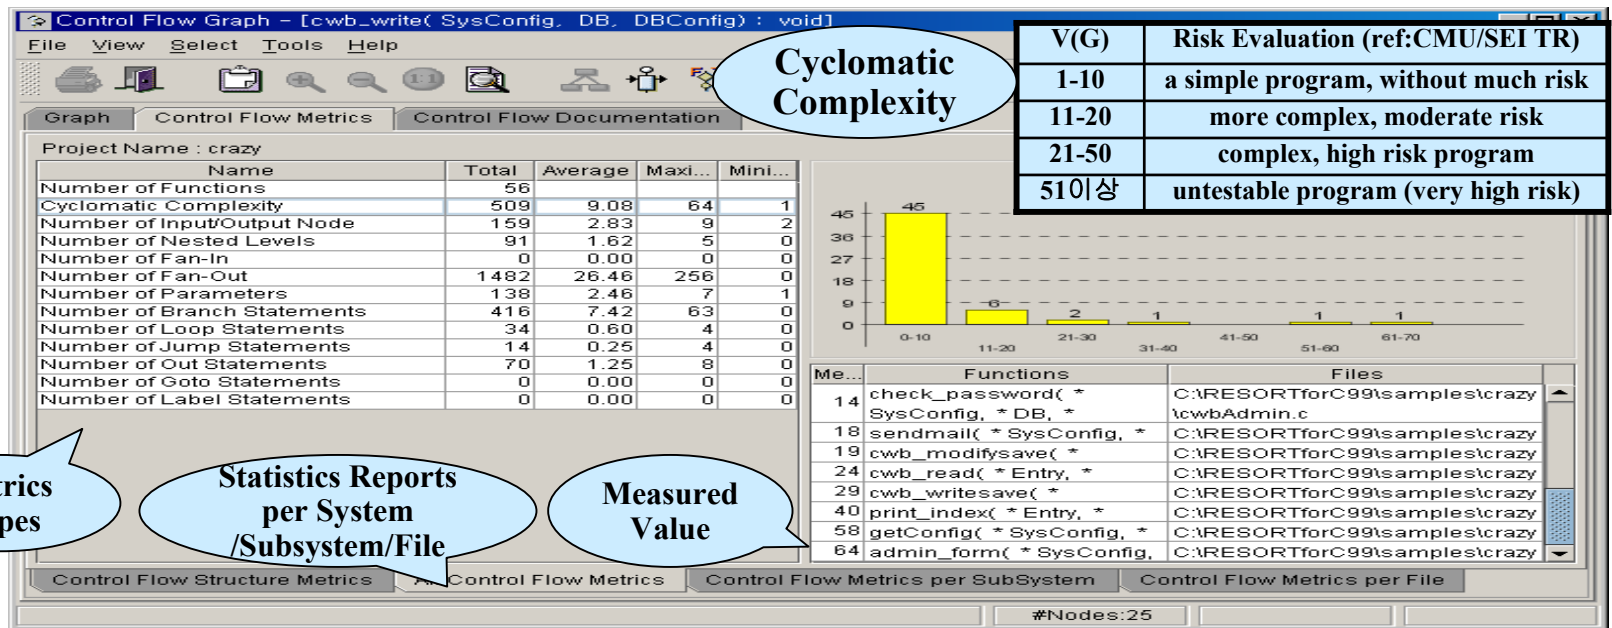 Control Flow Graph - [cwb_write( SysConfig, DB, DBConfig) : void]
File View Select Tools Help
Cyclomatic
Complexity
V(G) Risk Evaluation (ref:CMU/SEI TR)
1-10 a simple program, without much risk
11-20 more complex, moderate risk
21-50 complex, high risk program
51이상 untestable program (very high risk)
1:1
Graph Control Flow Metrics Control Flow Documentation
Project Name : crazy
Name Total Average Maxi... Mini...
Number of Functions 56
Cyclomatic Complexity 509 9.08 64 1
Number of Input/Output Node 159 2.83 9 2
Number of Nested Levels 91 1.62 5 0
Number of Fan-In 0 0.00 0 0
Number of Fan-Out 1482 26.46 256 0
Number of Parameters 138 2.46 7 1
Number of Branch Statements 416 7.42 63 0
Number of Loop Statements 34 0.60 4 0
Number of Jump Statements 14 0.25 4 0
Number of Out Statements 70 1.25 8 0
Number of Goto Statements 0 0.00 0 0
Number of Label Statements 0 0.00 0 0
45 45
36
27
18
9 6 2 1 1 1
0
0-10 21-30 41-50 61-70
11-20 31-40 51-60
Me... Functions Files
14 check_password( * C:\RESORTforC99\samples\crazy
SysConfig, * DB, * \cwbAdmin.c
18 sendmail( * SysConfig, * C:\RESORTforC99\samples\crazy
19 cwb_modifysave( * C:\RESORTforC99\samples\crazy
24 cwb_read( * Entry, * C:\RESORTforC99\samples\crazy
29 cwb_writesave( * C:\RESORTforC99\samples\crazy
40 print_index( * Entry, * C:\RESORTforC99\samples\crazy
58 getConfig( * SysConfig, * C:\RESORTforC99\samples\crazy
64 admin_form( * SysConfig, C:\RESORTforC99\samples\crazy
trics
pes
Statistics Reports
per System
/Subsystem/File
Measured
Value
Control Flow Structure Metrics Control Flow Metrics Control Flow Metrics per SubSystem Control Flow Metrics per File
#Nodes:25